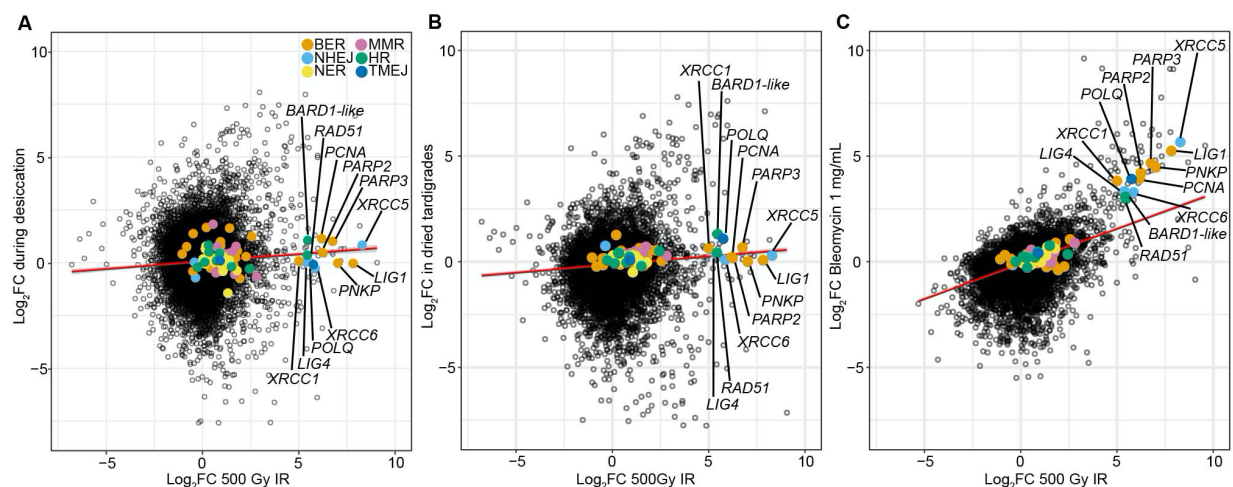 A
10
5
0
−5
−5
0
5
10
Log₂FC during desiccation
Log₂FC 500 Gy IR
BER
MMR
NHEJ
HR
NER
TMEJ
BARD1-like
RAD51
PCNA
PARP2
PARP3
XRCC5
LIG1
PNKP
XRCC6
POLQ
LIG4
XRCC1
B
10
5
0
−5
−5
0
5
10
Log₂FC in dried tardigrades
Log₂FC 500Gy IR
XRCC1
BARD1-like
POLQ
PCNA
PARP3
XRCC5
LIG1
PNKP
PARP2
XRCC6
RAD51
LIG4
C
10
5
0
−5
−5
0
5
10
Log₂FC Bleomycin 1 mg/mL
Log₂FC 500 Gy IR
XRCC5
PARP3
PARP2
POLQ
XRCC1
LIG4
LIG1
PNKP
PCNA
XRCC6
BARD1-like
RAD51